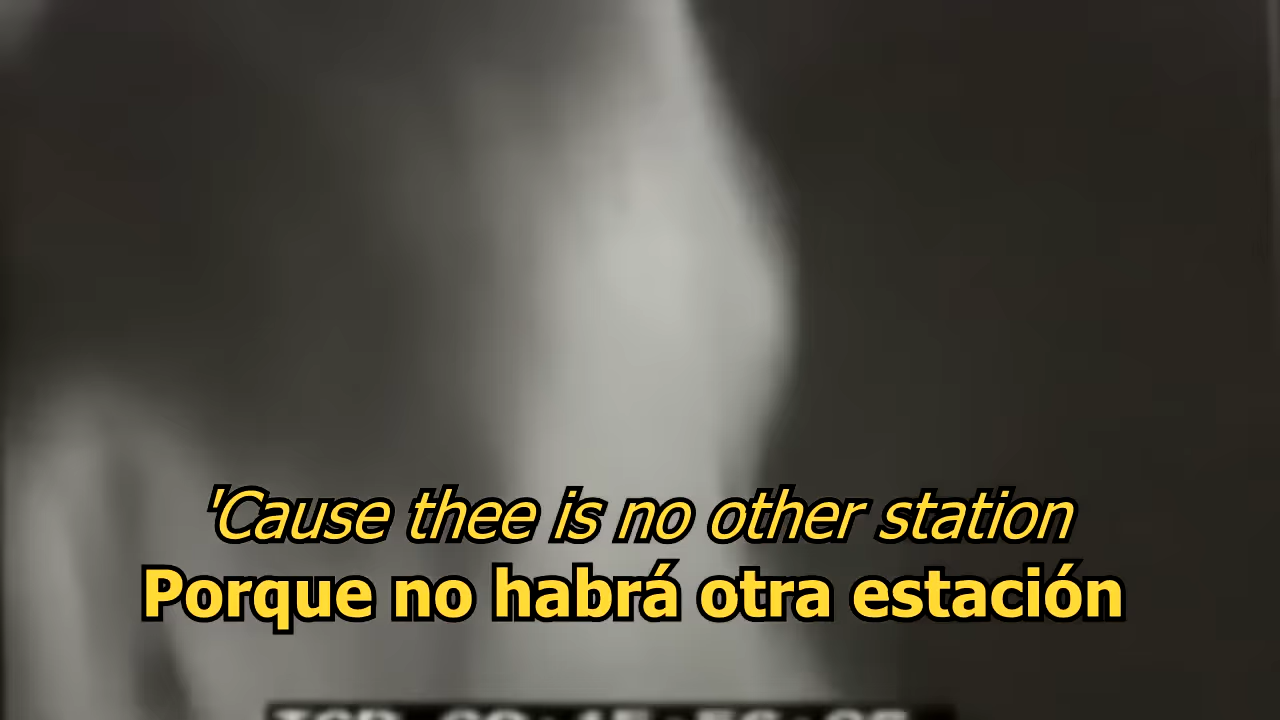 'Cause thee is no other station
Porque no habrá otra estación